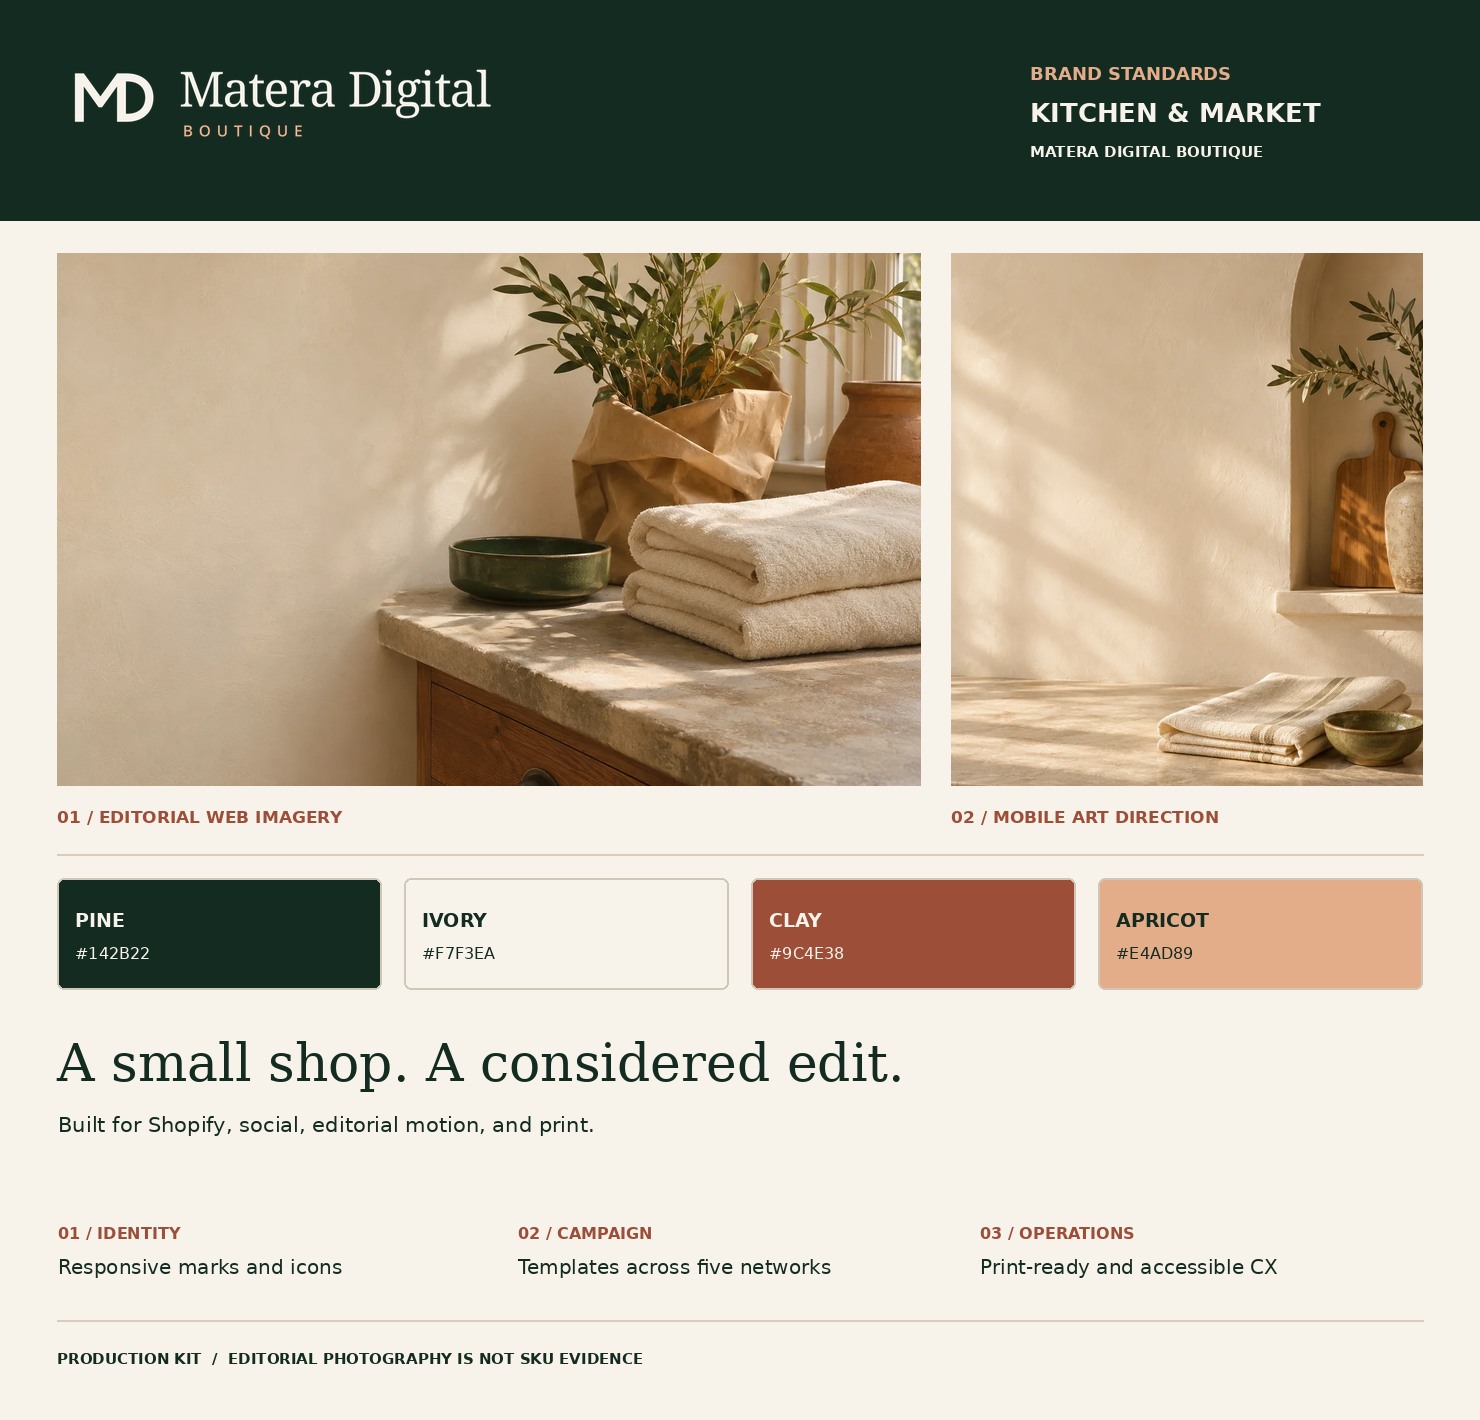 MD Matera Digital
BOUTIQUE
BRAND STANDARDS
KITCHEN & MARKET
MATERA DIGITAL BOUTIQUE
01 / EDITORIAL WEB IMAGERY
02 / MOBILE ART DIRECTION
PINE
#142B22
IVORY
#F7F3EA
CLAY
#9C4E38
APRICOT
#E4AD89
A small shop. A considered edit.
Built for Shopify, social, editorial motion, and print.
01 / IDENTITY
Responsive marks and icons
02 / CAMPAIGN
Templates across five networks
03 / OPERATIONS
Print-ready and accessible CX
PRODUCTION KIT / EDITORIAL PHOTOGRAPHY IS NOT SKU EVIDENCE